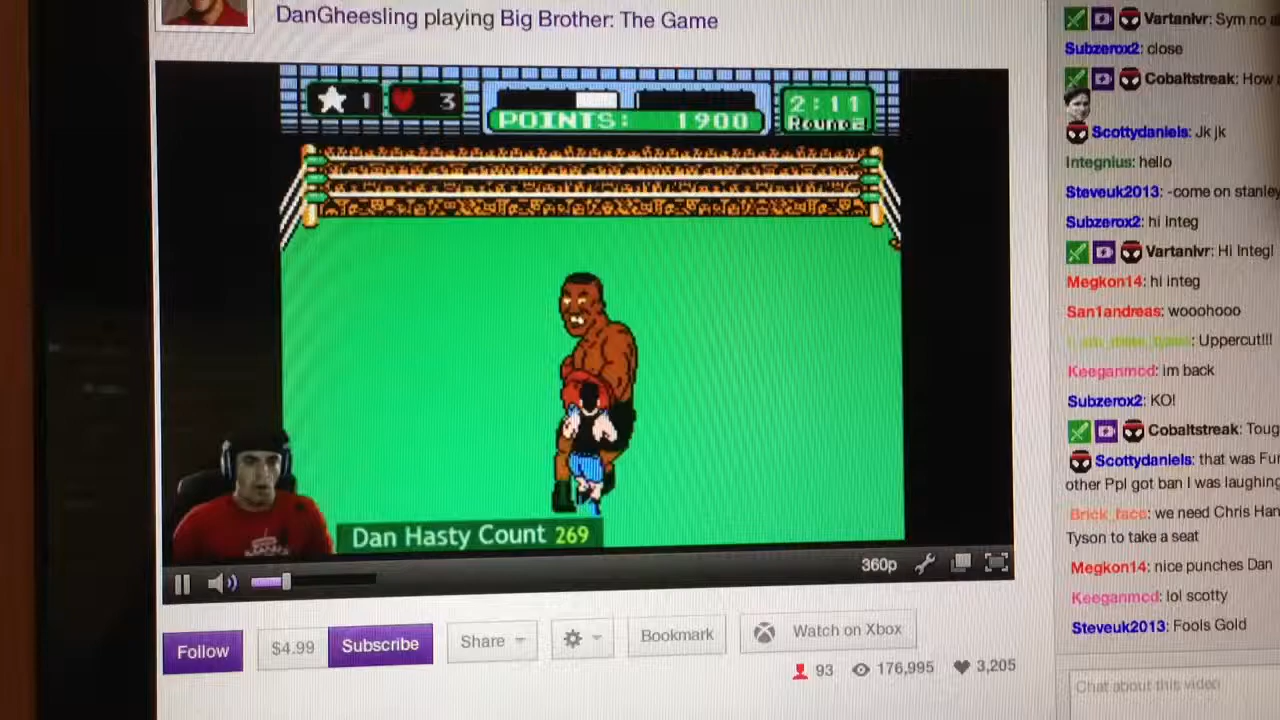 DanGheesling playing Big Brother: The Game
1 3
POINTS: 1900
2:11
Round2
Dan Hasty Count 269
360p
Follow
$4.99 Subscribe
Share
Bookmark
Watch on Xbox
93 176,995 3,205
Vartanlvr: Sym no
Subzerox2: close
Cobaltstreak: How
Scottydaniels: Jk jk
Integnius: hello
Steveuk2013: -come on stanley
Subzerox2: hi Integ
Vartanlvr: Hi Integ!
Megkon14: hi integ
San1andreas: wooohooo
: Uppercut!!!
Keeganmcd: im back
Subzerox2: KO!
Cobaltstreak: Toug
Scottydaniels: that was Fun
other Ppl got ban I was laughing
Brick_face: we need Chris Han
Tyson to take a seat
Megkon14: nice punches Dan
Keeganmcd: lol scotty
Steveuk2013: Fools Gold
Chat about this video